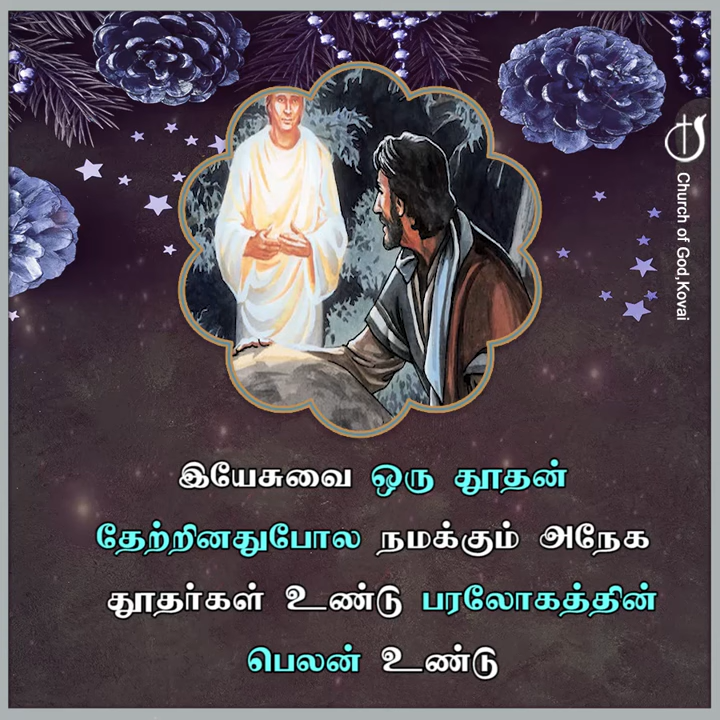 Church of God,Kovai
இயேசுவை ஒரு தூதன்
தேற்றினதுபோல நமக்கும் அநேக
தூதர்கள் உண்டு பரலோகத்தின்
பெலன் உண்டு